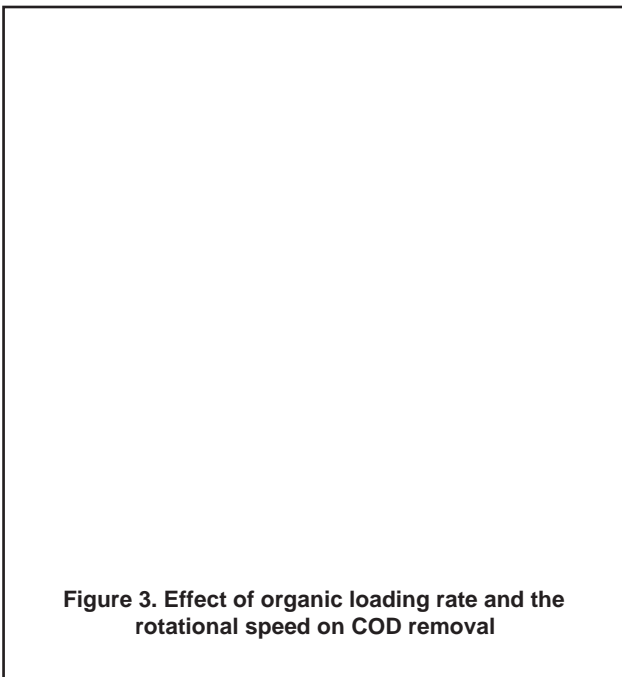 Figure 3. Effect of organic loading rate and the
rotational speed on COD removal